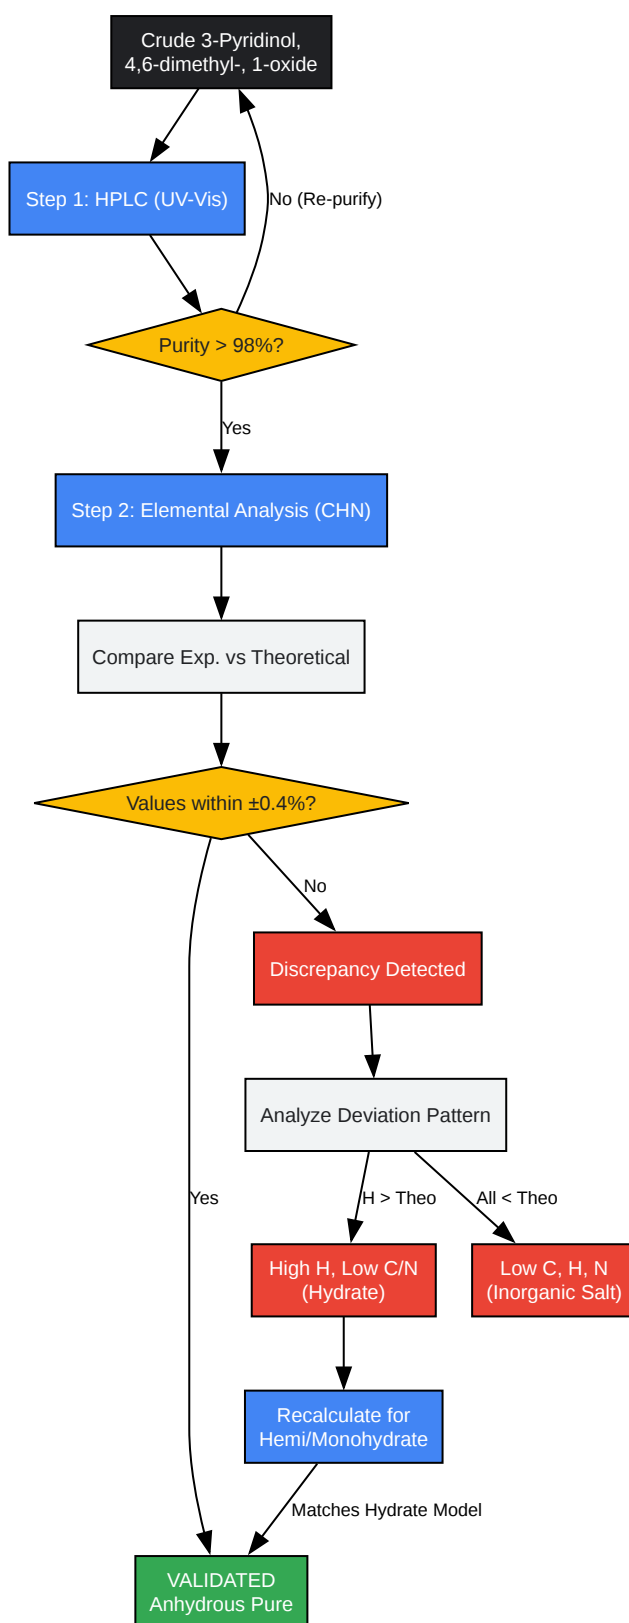 Crude 3-Pyridinol,
4,6-dimethyl-, 1-oxide
Step 1: HPLC (UV-Vis)
No (Re-purify)
Purity > 98%?
Yes
Step 2: Elemental Analysis (CHN)
Compare Exp. vs Theoretical
Values within ±0.4%?
No
Discrepancy Detected
Analyze Deviation Pattern
Yes
H > Theo
All < Theo
High H, Low C/N
(Hydrate)
Low C, H, N
(Inorganic Salt)
Recalculate for
Hemi/Monohydrate
Matches Hydrate Model
VALIDATED
Anhydrous Pure